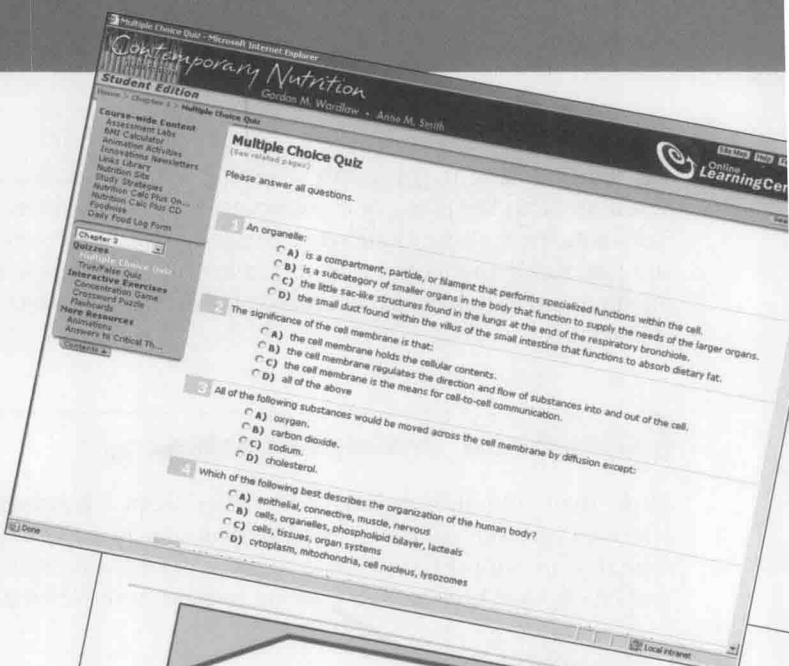 Multiple Choice Quiz - Microsoft Internet Explorer
Contemporary Nutrition
Gordon M. Wardlaw • Anne M. Smith
Student Edition
Site Map Help
Online
LearningCen
Home > Chapter 3 > Multiple Choice Quiz
Course-wide Content
Assessment Labs
BMI Calculator
Animation Activities
Innovations Newsletters
Links Library
Nutrition Site
Study Strategies
Nutrition Calc Plus On...
Nutrition Calc Plus CD
Foodwise
Daily Food Log Form
Chapter 3
Quizzes
Multiple Choice Quiz
True/False Quiz
Interactive Exercises
Concentration Game
Crossword Puzzle
Flashcards
More Resources
Animations
Answers to Critical Th...
Contents
Multiple Choice Quiz
(See related pages)
Please answer all questions.
1 An organelle:
A) is a compartment, particle, or filament that performs specialized functions within the cell.
B) is a subcategory of smaller organs in the body that function to supply the needs of the larger organs.
C) the little sac-like structures found in the lungs at the end of the respiratory bronchiole.
D) the small duct found within the villus of the small intestine that functions to absorb dietary fat.
2 The significance of the cell membrane is that:
A) the cell membrane holds the cellular contents.
B) the cell membrane regulates the direction and flow of substances into and out of the cell.
C) the cell membrane is the means for cell-to-cell communication.
D) all of the above
3 All of the following substances would be moved across the cell membrane by diffusion except:
A) oxygen.
B) carbon dioxide.
C) sodium.
D) cholesterol.
4 Which of the following best describes the organization of the human body?
A) epithelial, connective, muscle, nervous
B) cells, organelles, phospholipid bilayer, lacteals
C) cells, tissues, organ systems
D) cytoplasm, mitochondria, cell nucleus, lysozomes
Done
Local intranet